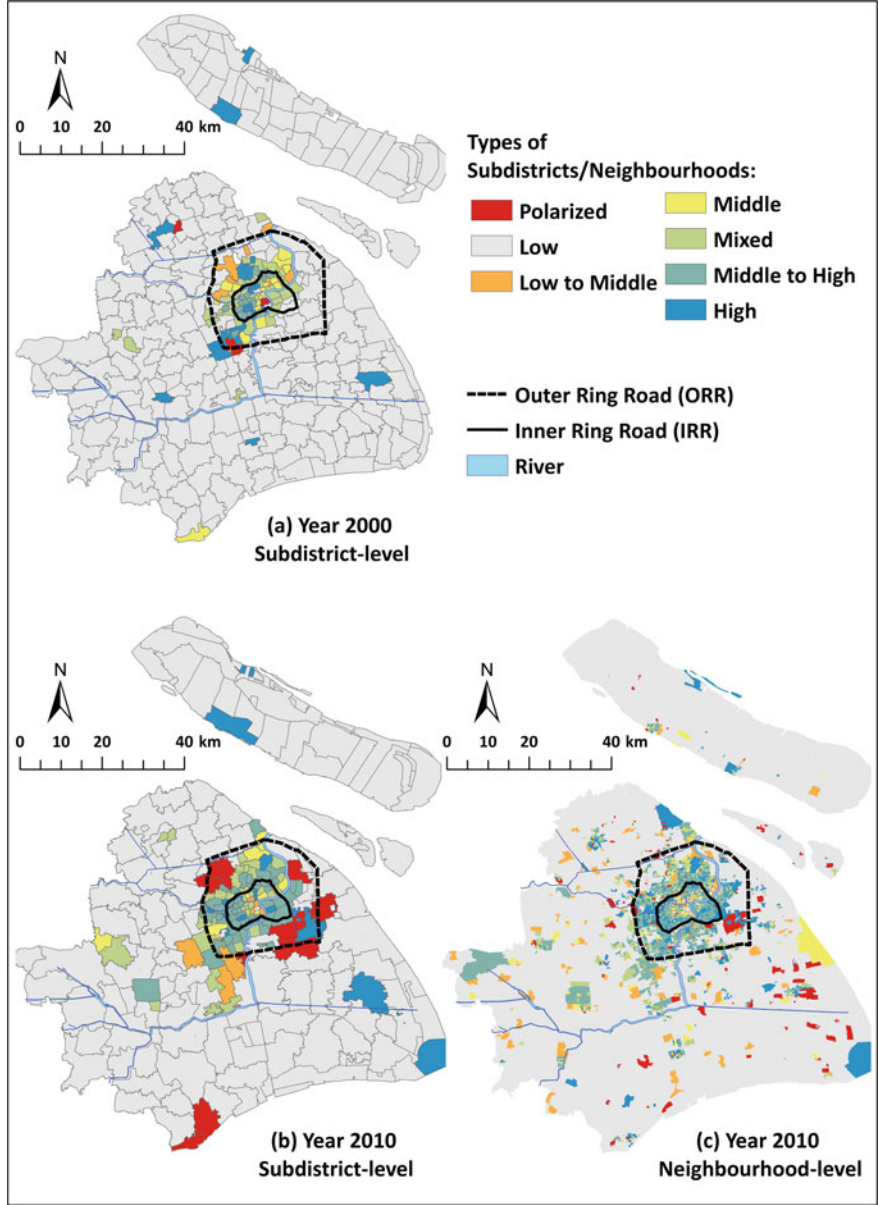 N
0 10 20 40 km
Types of
Subdistricts/Neighbourhoods:
Polarized
Low
Low to Middle
Middle
Mixed
Middle to High
High
Outer Ring Road (ORR)
Inner Ring Road (IRR)
River
(a) Year 2000
Subdistrict-level
N
0 10 20 40 km
(b) Year 2010
Subdistrict-level
N
0 10 20 40 km
(c) Year 2010
Neighbourhood-level